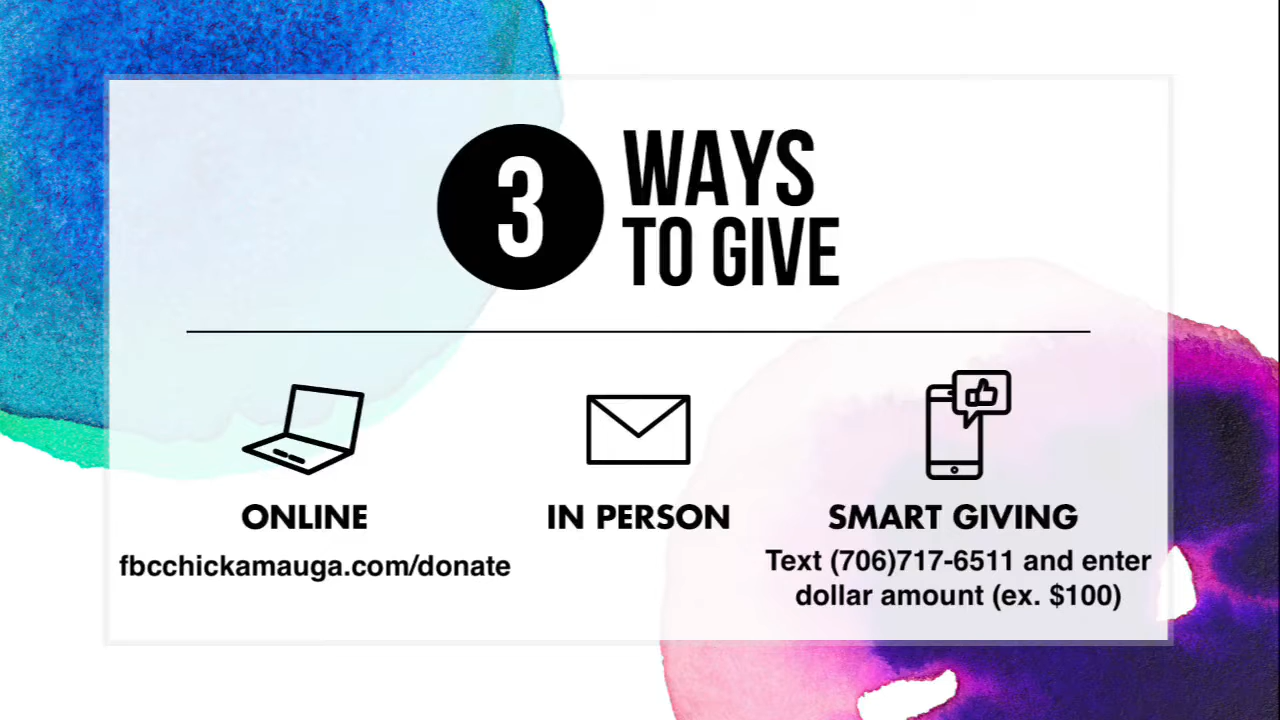 3 WAYS
TO GIVE
ONLINE
fbcchickamauga.com/donate
IN PERSON
SMART GIVING
Text (706)717-6511 and enter
dollar amount (ex. $100)